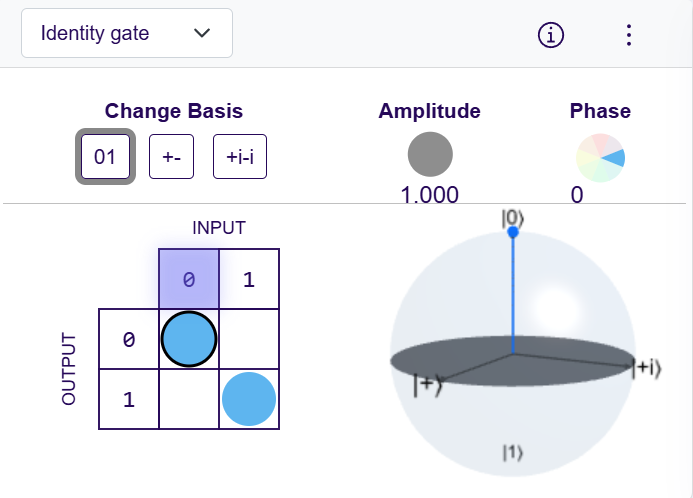 Identity gate
Change Basis
01
+-
+i-i
Amplitude
1.000
Phase
0
INPUT
0 1
OUTPUT
0
1
|0⟩
|+⟩
|+i⟩
|1⟩